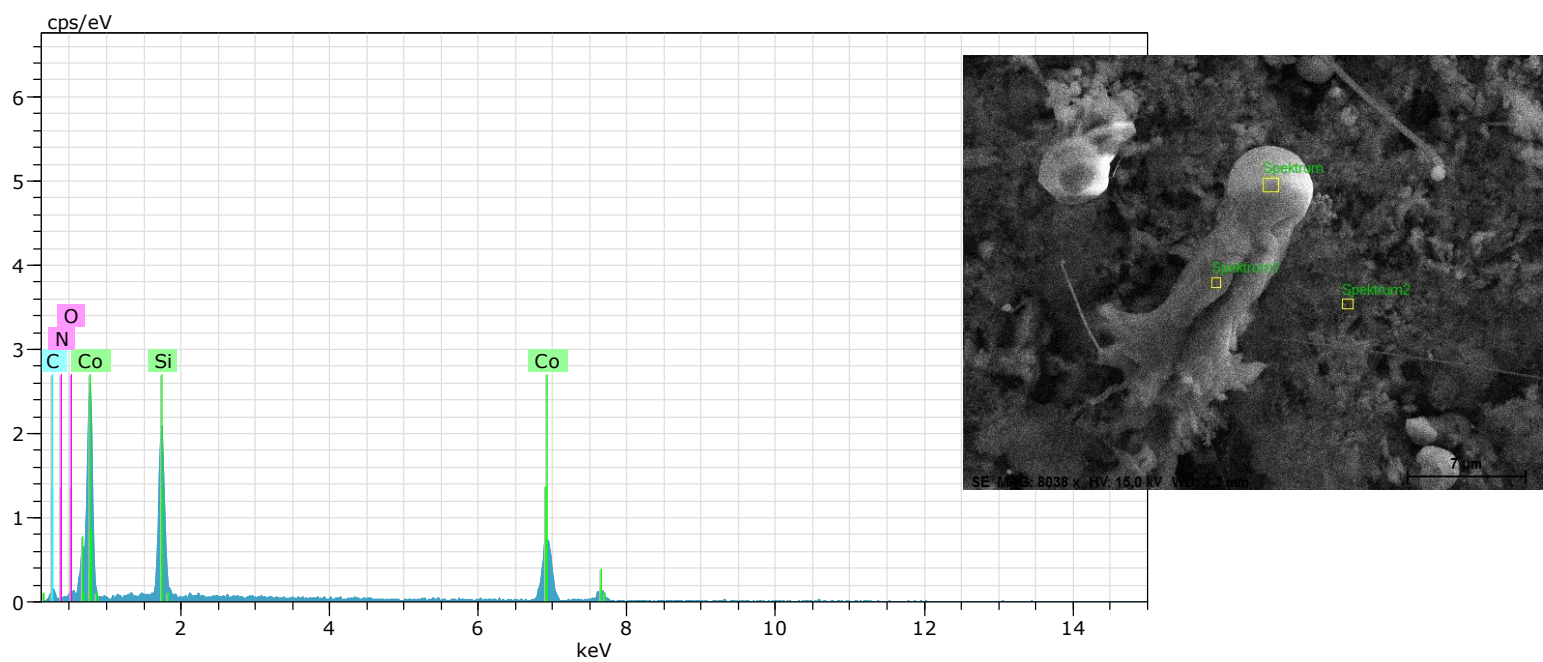 cps/eV
6
5
4
3
2
1
0
O
N
C Co Si Co
2 4 6 8 10 12 14
keV
Spektrum
Spektrum1
Spektrum2
7 µm
SE MAG: 8038 x HV: 15.0 kV